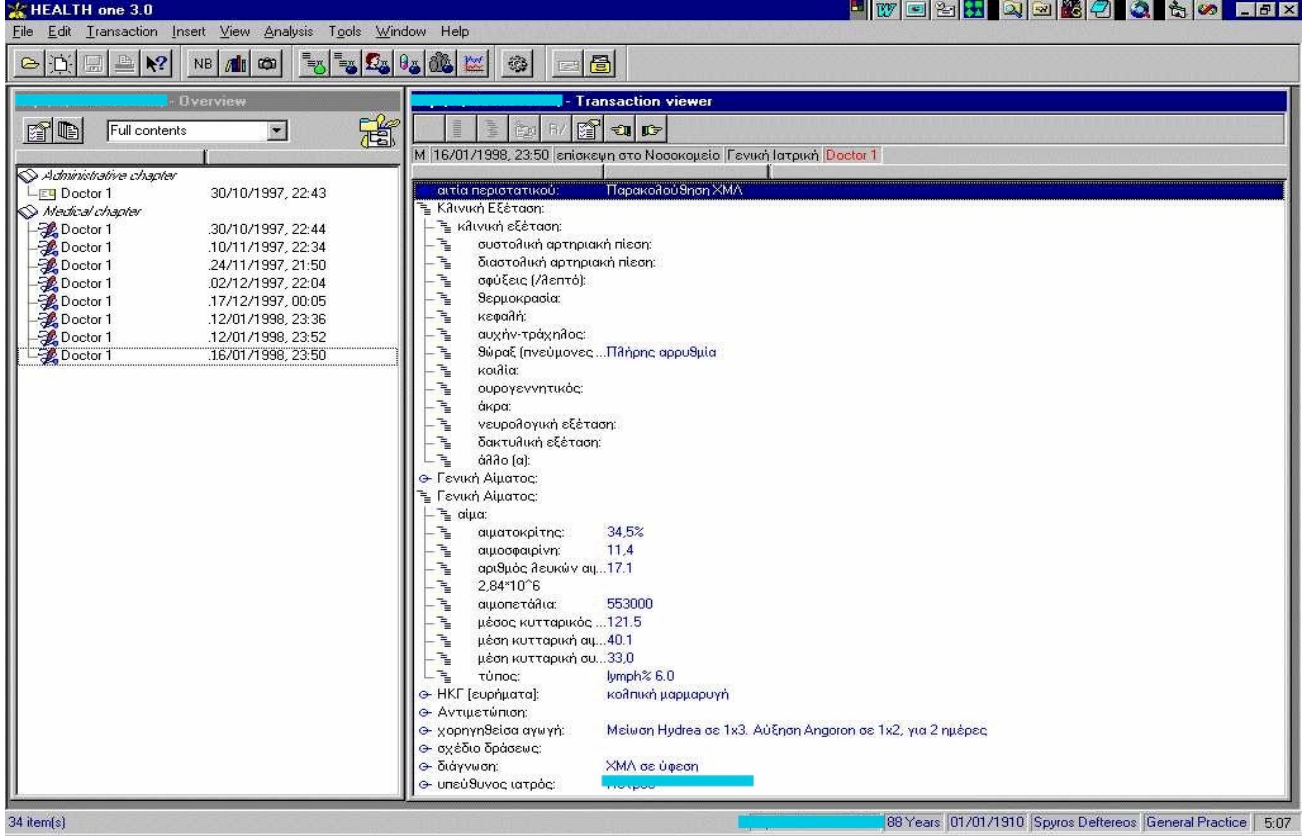 HEALTH one 3.0
File Edit Transaction Insert View Analysis Tools Window Help
NB
- Overview
Full contents
Administrative chapter
Doctor 1 30/10/1997, 22:43
Medical chapter
Doctor 1 .30/10/1997, 22:44
Doctor 1 .10/11/1997, 22:34
Doctor 1 .24/11/1997, 21:50
Doctor 1 .02/12/1997, 22:04
Doctor 1 .17/12/1997, 00:05
Doctor 1 .12/01/1998, 23:36
Doctor 1 .12/01/1998, 23:52
Doctor 1 .16/01/1998, 23:50
- Transaction viewer
R/
M 16/01/1998, 23:50 επίσκεψη στο Νοσοκομείο Γενική Ιατρική Doctor 1
αιτία περιστατικού: Παρακολούθηση ΧΜΛ
Κλινική Εξέταση:
κλινική εξέταση:
συστολική αρτηριακή πίεση:
διαστολική αρτηριακή πίεση:
σφύξεις (/λεπτό):
θερμοκρασία:
κεφαλή:
αυχήν-τράχηλος:
θώραξ (πνεύμονες ...Πλήρης αρρυθμία
κοιλία:
ουρογεννητικός:
άκρα:
νευρολογική εξέταση:
δακτυλική εξέταση:
άλλο (α):
Γενική Αίματος:
Γενική Αίματος:
αίμα:
αιματοκρίτης: 34,5%
αιμοσφαιρίνη: 11,4
αριθμός λευκών αιμ...17.1
2,84*10^6
αιμοπετάλια: 553000
μέσος κυτταρικός ...121.5
μέση κυτταρική αιμ...40.1
μέση κυτταρική συ...33,0
τύπος: lymph% 6.0
ΗΚΓ [ευρήματα]: κολπική μαρμαρυγή
Αντιμετώπιση:
χορηγηθείσα αγωγή: Μείωση Hydrea σε 1x3. Αύξηση Angoron σε 1x2, για 2 ημέρες
σχέδιο δράσεως:
διάγνωση: ΧΜΛ σε ύφεση
υπεύθυνος ιατρός:
34 item(s) 88 Years 01/01/1910 Spyros Deftereos General Practice 5:07